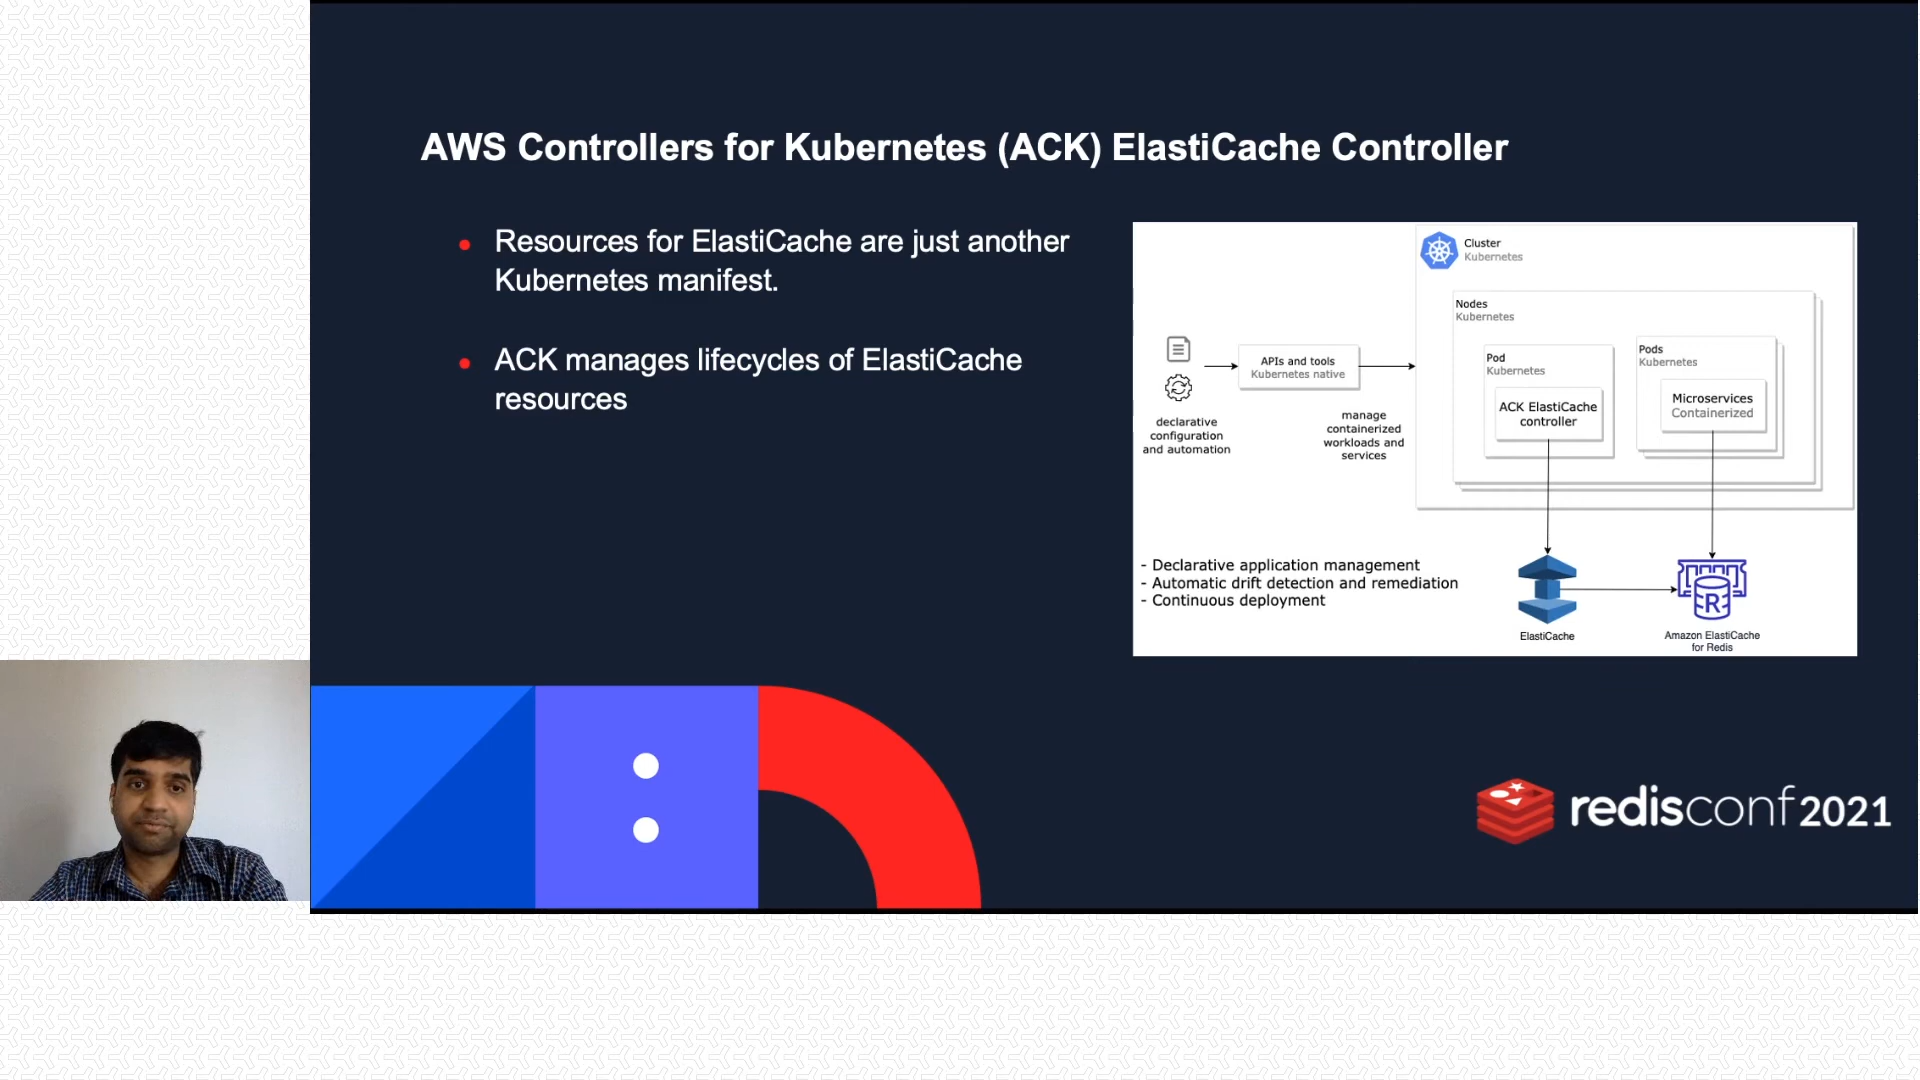 AWS Controllers for Kubernetes (ACK) ElastiCache Controller
Resources for ElastiCache are just another
Kubernetes manifest.
ACK manages lifecycles of ElastiCache
resources
Cluster
Kubernetes
Nodes
Kubernetes
Pod
Kubernetes
ACK ElastiCache
controller
Pods
Kubernetes
Microservices
Containerized
APIs and tools
Kubernetes native
declarative
configuration
and automation
manage
containerized
workloads and
services
- Declarative application management
- Automatic drift detection and remediation
- Continuous deployment
ElastiCache
R
Amazon ElastiCache
for Redis
redisconf2021